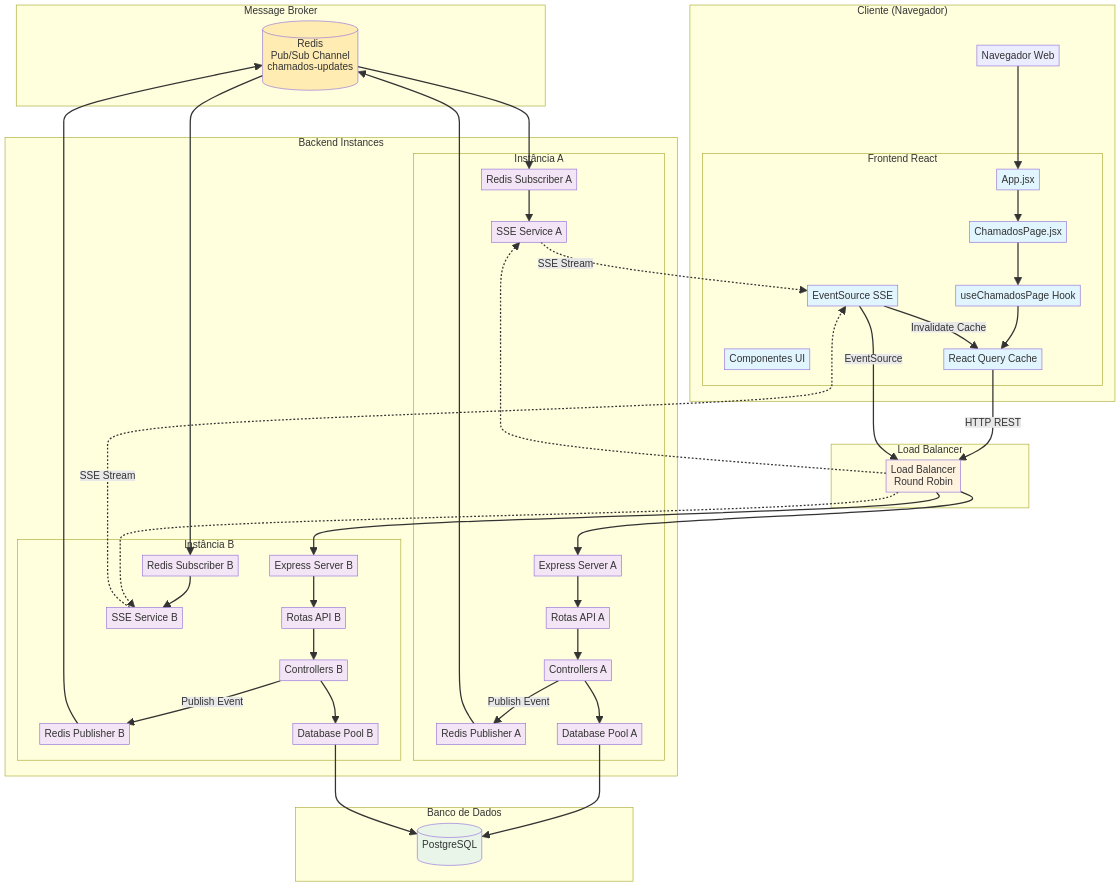 Message Broker
Redis
Pub/Sub Channel
chamados-updates
Cliente (Navegador)
Navegador Web
Frontend React
App.jsx
ChamadosPage.jsx
EventSource SSE
useChamadosPage Hook
Invalidate Cache
Componentes UI
EventSource
React Query Cache
HTTP REST
Backend Instances
Instância A
Redis Subscriber A
SSE Service A
SSE Stream
SSE Stream
Load Balancer
Load Balancer
Round Robin
Instância B
Redis Subscriber B
Express Server B
Express Server A
SSE Service B
Rotas API B
Rotas API A
Controllers B
Controllers A
Publish Event
Publish Event
Redis Publisher B
Database Pool B
Redis Publisher A
Database Pool A
Banco de Dados
PostgreSQL